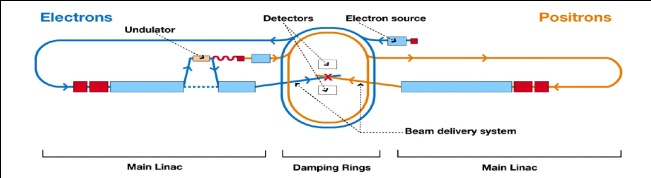 Electrons
Detectors
Electron source
Positrons
Undulator
Beam delivery system
Main Linac
Damping Rings
Main Linac